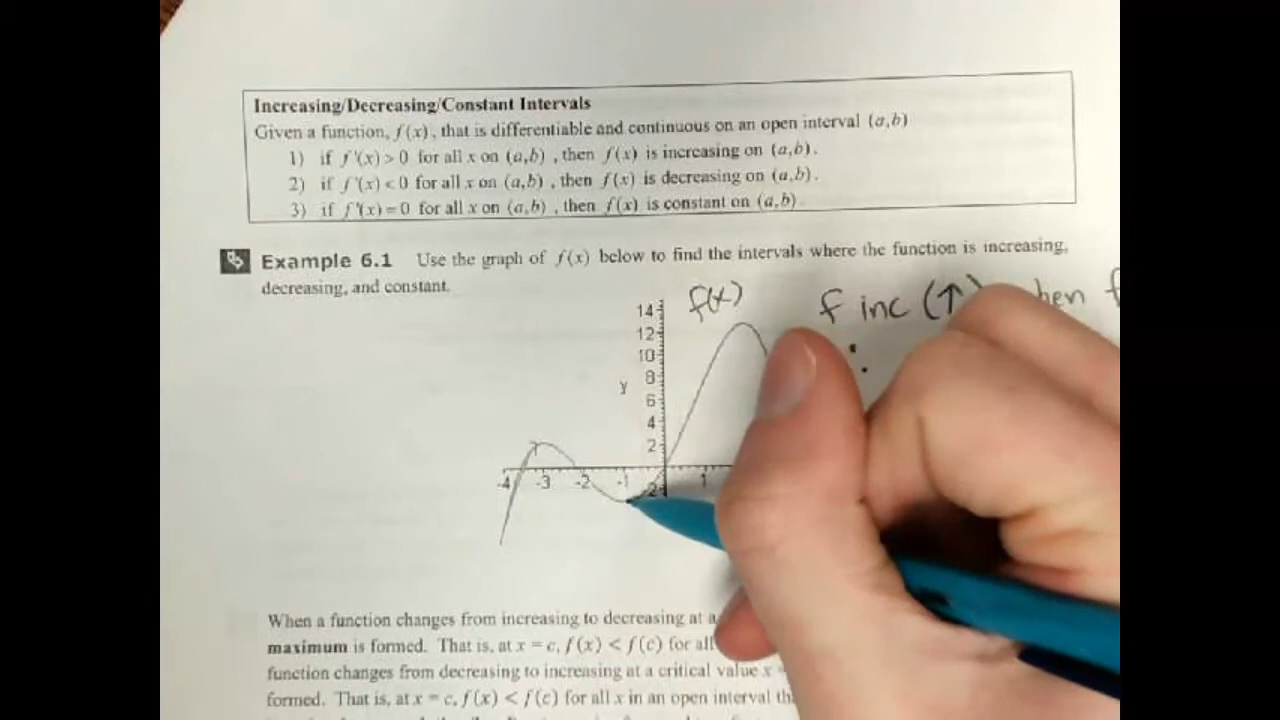 Increasing/Decreasing/Constant Intervals
Given a function, f(x), that is differentiable and continuous on an open interval (a,b)
1) if f'(x) > 0 for all x on (a,b) , then f(x) is increasing on (a,b).
2) if f'(x) < 0 for all x on (a,b) , then f(x) is decreasing on (a,b).
3) if f'(x) = 0 for all x on (a,b) , then f(x) is constant on (a,b)
Example 6.1 Use the graph of f(x) below to find the intervals where the function is increasing,
decreasing, and constant.
f(x)
f inc (↑)
14
12
10
8
y
6
4
2
-4 -3 -2 -1 1
-2
When a function changes from increasing to decreasing at a
maximum is formed. That is, at x = c, f(x) < f(c) for all
function changes from decreasing to increasing at a critical value x
formed. That is, at x = c, f(x) < f(c) for all x in an open interval